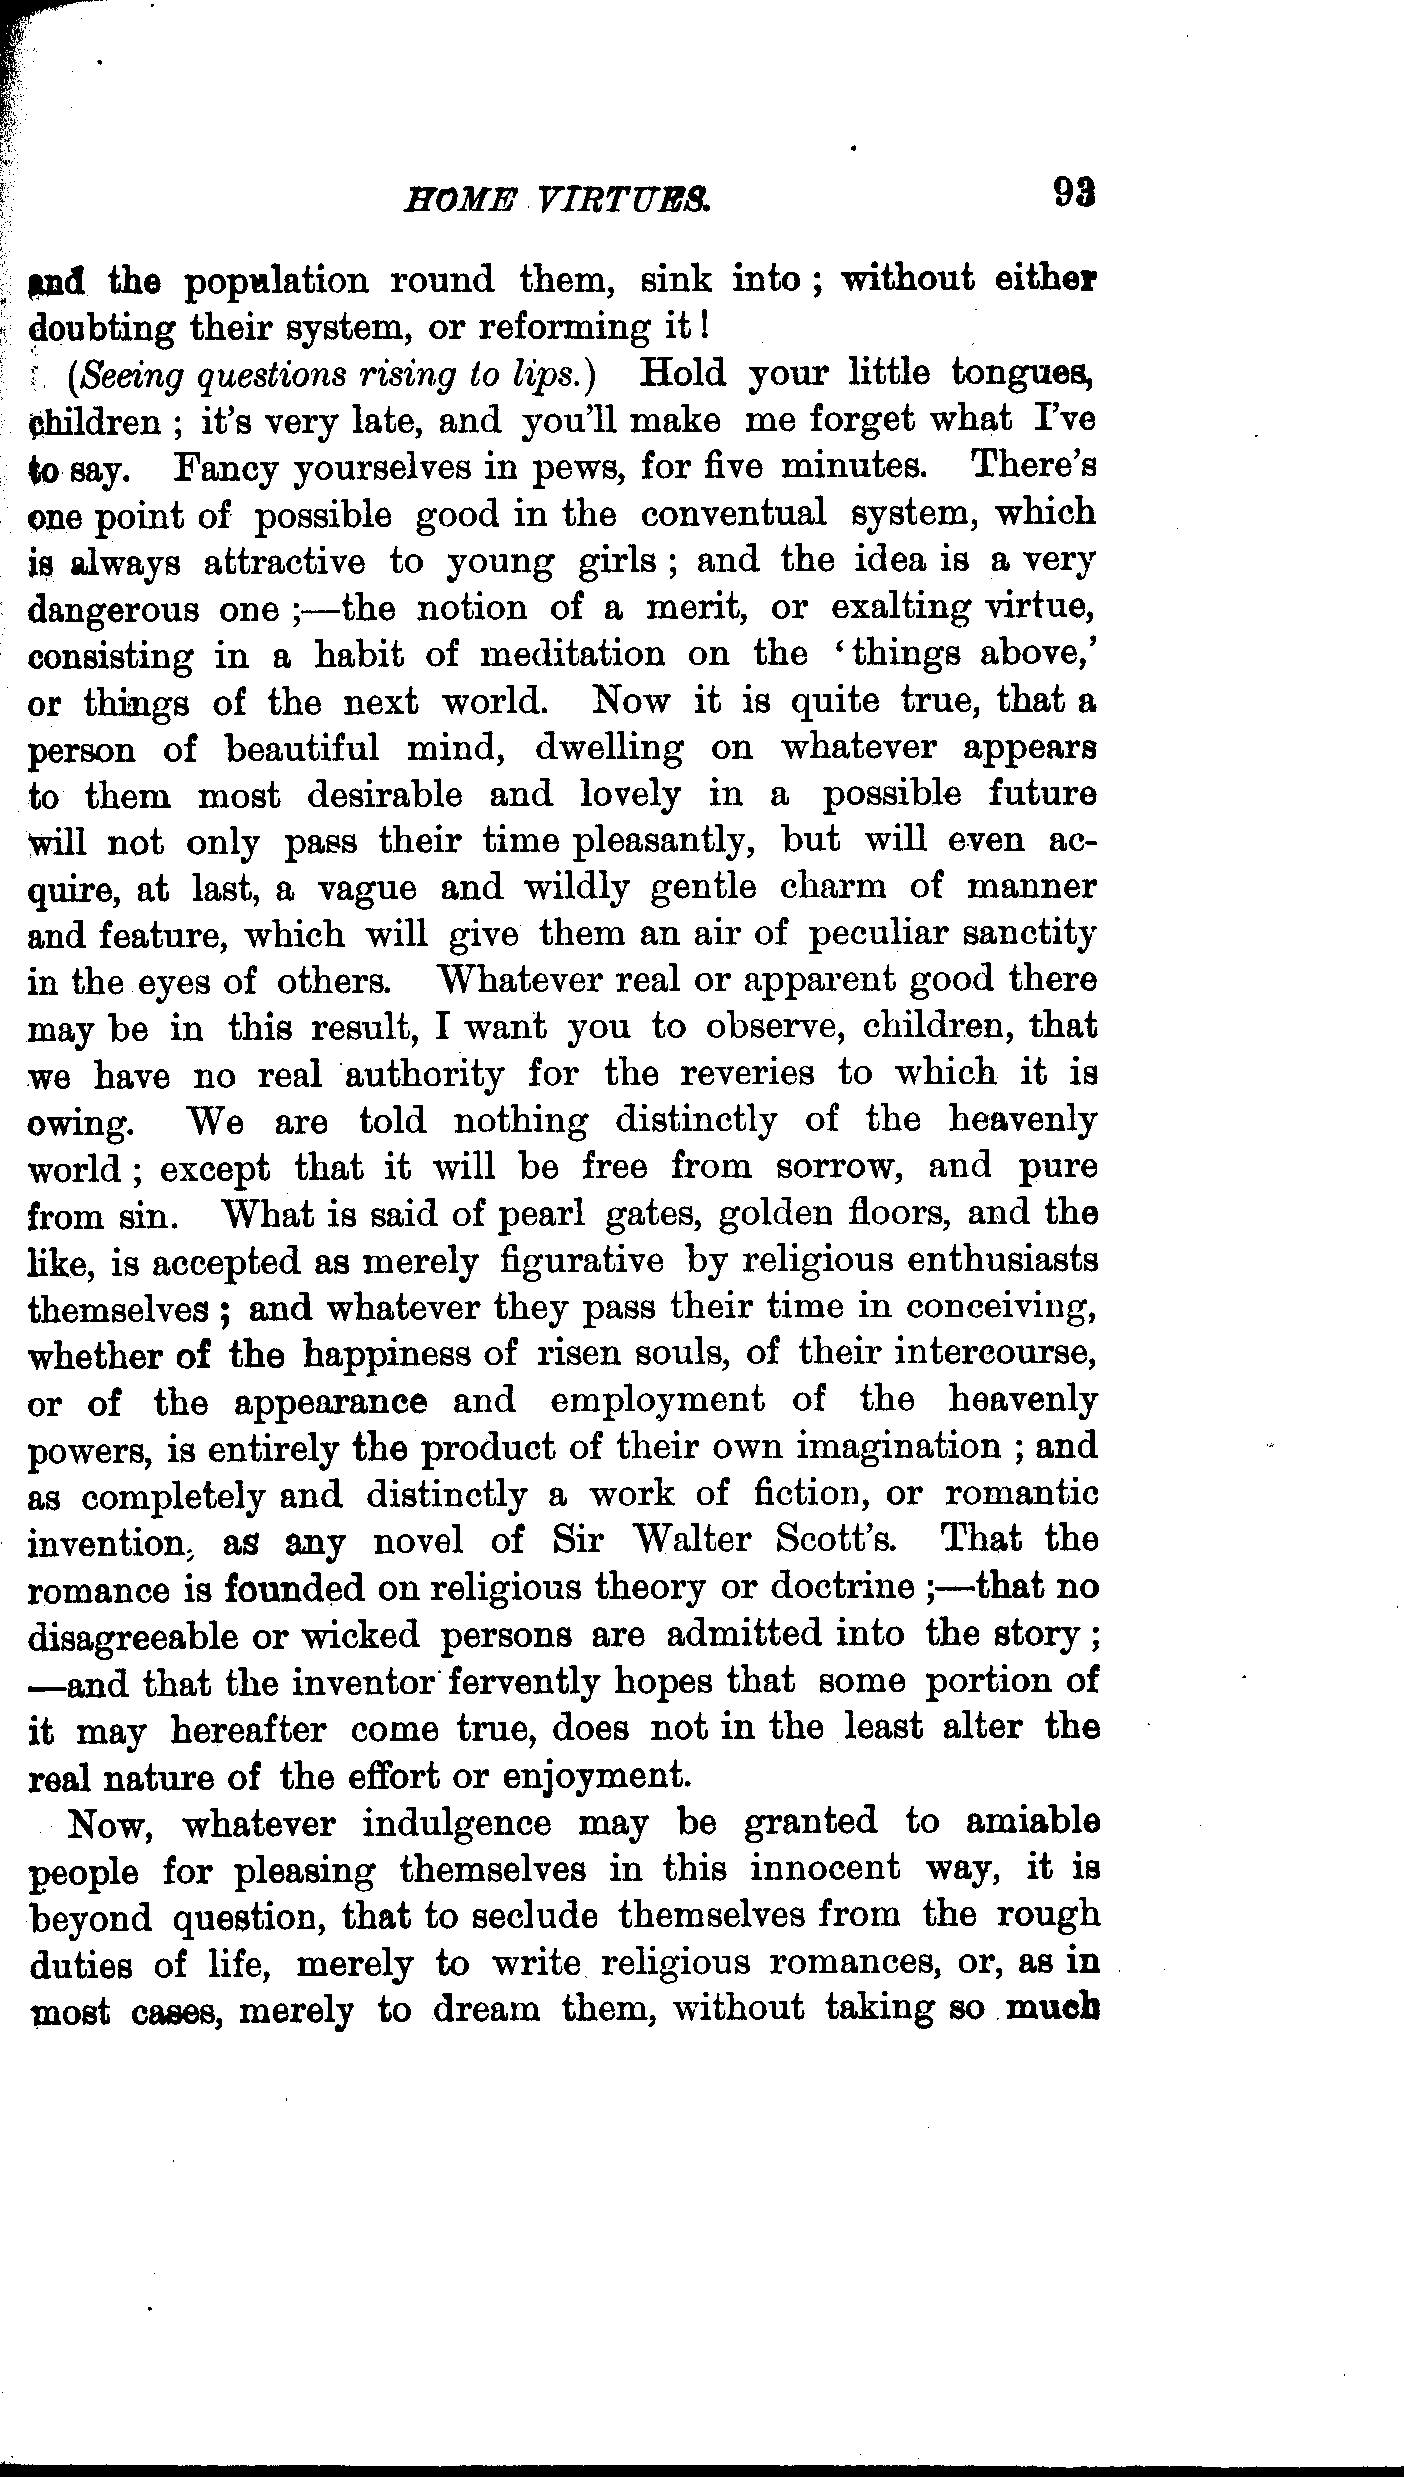 HOME VIRTUES. 93
and the population round them, sink into ; without either
doubting their system, or reforming it !
(Seeing questions rising to lips.) Hold your little tongues,
children ; it's very late, and you'll make me forget what I've
to say. Fancy yourselves in pews, for five minutes. There's
one point of possible good in the conventual system, which
is always attractive to young girls ; and the idea is a very
dangerous one ;—the notion of a merit, or exalting virtue,
consisting in a habit of meditation on the ‘things above,’
or things of the next world. Now it is quite true, that a
person of beautiful mind, dwelling on whatever appears
to them most desirable and lovely in a possible future
will not only pass their time pleasantly, but will even ac-
quire, at last, a vague and wildly gentle charm of manner
and feature, which will give them an air of peculiar sanctity
in the eyes of others. Whatever real or apparent good there
may be in this result, I want you to observe, children, that
we have no real authority for the reveries to which it is
owing. We are told nothing distinctly of the heavenly
world ; except that it will be free from sorrow, and pure
from sin. What is said of pearl gates, golden floors, and the
like, is accepted as merely figurative by religious enthusiasts
themselves ; and whatever they pass their time in conceiving,
whether of the happiness of risen souls, of their intercourse,
or of the appearance and employment of the heavenly
powers, is entirely the product of their own imagination ; and
as completely and distinctly a work of fiction, or romantic
invention, as any novel of Sir Walter Scott's. That the
romance is founded on religious theory or doctrine ;—that no
disagreeable or wicked persons are admitted into the story ;
—and that the inventor fervently hopes that some portion of
it may hereafter come true, does not in the least alter the
real nature of the effort or enjoyment.
Now, whatever indulgence may be granted to amiable
people for pleasing themselves in this innocent way, it is
beyond question, that to seclude themselves from the rough
duties of life, merely to write religious romances, or, as in
most cases, merely to dream them, without taking so much